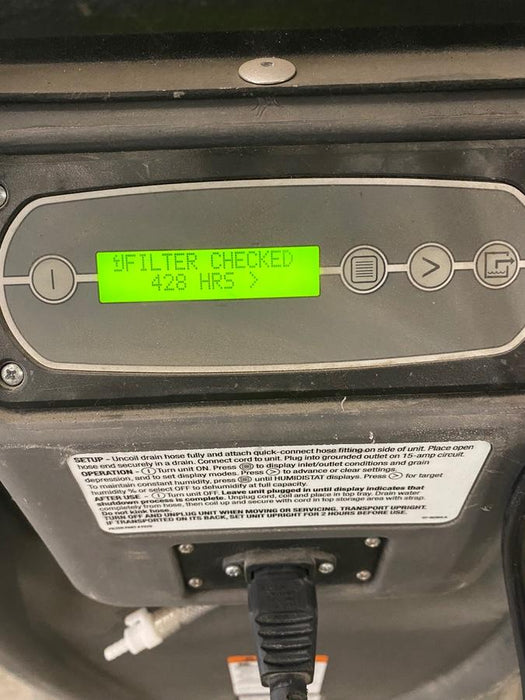 FILTER CHECKED
428 HRS >
SETUP - Uncoil drain hose fully and attach quick-connect hose fitting on side of unit. Place open
hose end securely in a drain. Connect cord to unit. Plug into grounded outlet on 15-amp circuit.
OPERATION - Turn unit ON. Press to display inlet/outlet conditions and grain
depression, and to set display modes. Press > to advance or clear settings.
To maintain constant humidity, press until HUMIDISTAT displays. Press > for target
humidity % or select OFF to dehumidify at full capacity.
AFTER USE - Turn unit OFF. Leave unit plugged in until display indicates that
shutdown process is complete. Unplug cord, coil and place in top tray. Drain water
completely from hose, then coil and secure with cord in top storage area with strap.
Do not kink hose.
TURN OFF AND UNPLUG UNIT WHEN MOVING OR SERVICING, TRANSPORT UPRIGHT.
IF TRANSPORTED ON ITS BACK, SET UNIT UPRIGHT FOR 2 HOURS BEFORE USE.